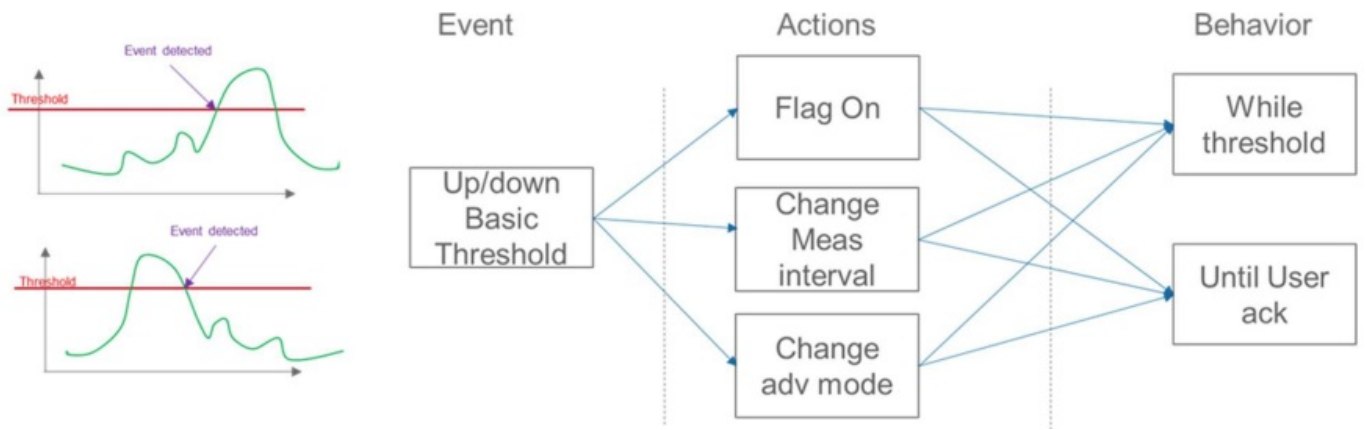 Event detected
Threshold
Event detected
Threshold
Event
Actions
Behavior
Up/down
Basic
Threshold
Flag On
Change
Meas
interval
Change
adv mode
While
threshold
Until User
ack